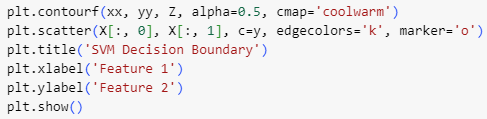 plt.contourf(xx, yy, Z, alpha=0.5, cmap='coolwarm')
plt.scatter(X[:, 0], X[:, 1], c=y, edgecolors='k', marker='o')
plt.title('SVM Decision Boundary')
plt.xlabel('Feature 1')
plt.ylabel('Feature 2')
plt.show()